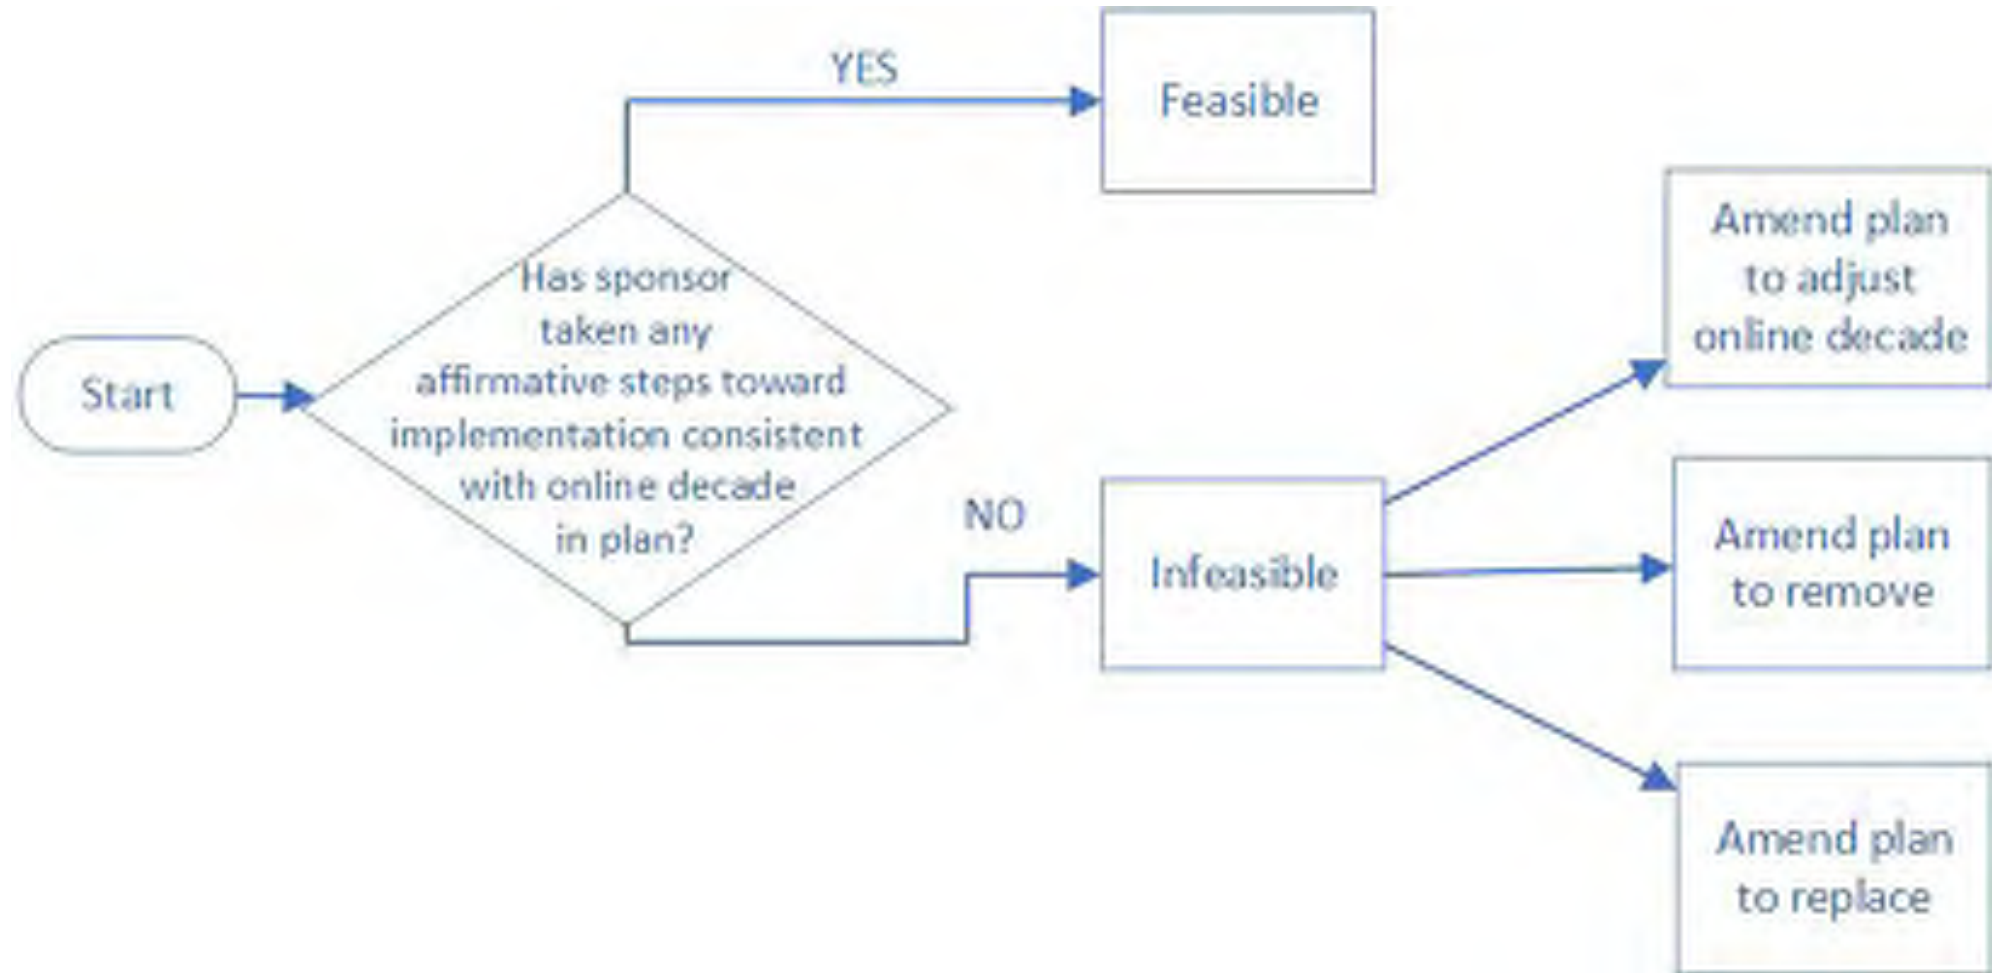 YES
Feasible
Start
Has sponsor
taken any
affirmative steps toward
implementation consistent
with online decade
in plan?
NO
Infeasible
Amend plan
to adjust
online decade
Amend plan
to remove
Amend plan
to replace